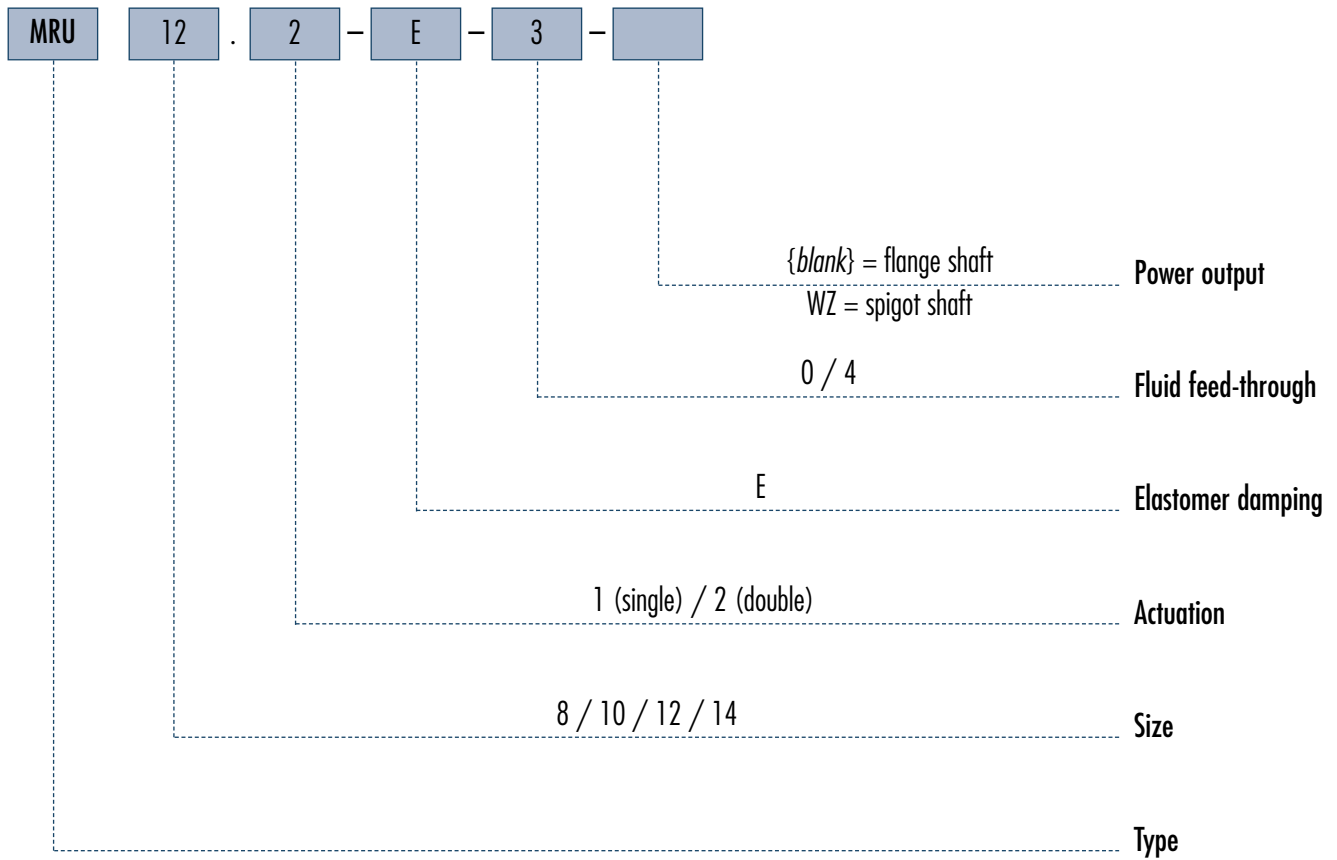 MRU 12 . 2 – E – 3 –
{blank} = flange shaft
Power output
WZ = spigot shaft
0 / 4
Fluid feed-through
E
Elastomer damping
1 (single) / 2 (double)
Actuation
8 / 10 / 12 / 14
Size
Type